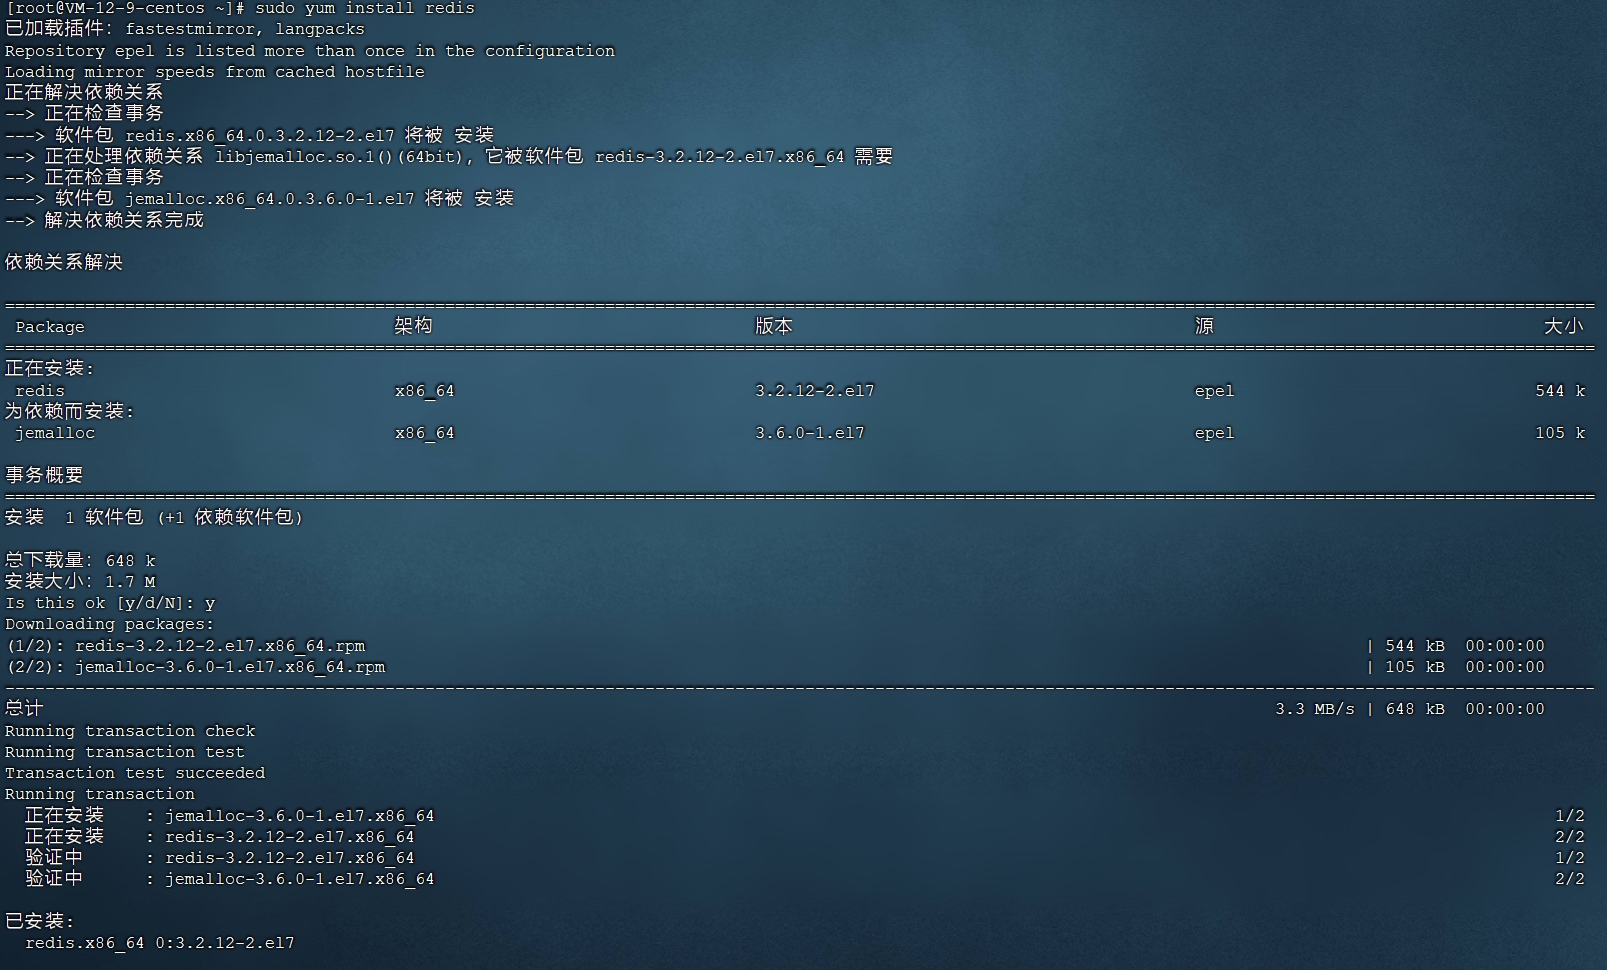 [root@VM-12-9-centos ~]# sudo yum install redis
已加载插件：fastestmirror, langpacks
Repository epel is listed more than once in the configuration
Loading mirror speeds from cached hostfile
正在解决依赖关系
--> 正在检查事务
---> 软件包 redis.x86_64.0.3.2.12-2.el7 将被 安装
--> 正在处理依赖关系 libjemalloc.so.1()(64bit)，它被软件包 redis-3.2.12-2.el7.x86_64 需要
--> 正在检查事务
---> 软件包 jemalloc.x86_64.0.3.6.0-1.el7 将被 安装
--> 解决依赖关系完成
依赖关系解决
================================================================================
Package 架构 版本 源 大小
================================================================================
正在安装:
redis x86_64 3.2.12-2.el7 epel 544 k
为依赖而安装:
jemalloc x86_64 3.6.0-1.el7 epel 105 k
事务概要
================================================================================
安装 1 软件包 (+1 依赖软件包)
总下载量：648 k
安装大小：1.7 M
Is this ok [y/d/N]: y
Downloading packages:
(1/2): redis-3.2.12-2.el7.x86_64.rpm | 544 kB 00:00:00
(2/2): jemalloc-3.6.0-1.el7.x86_64.rpm | 105 kB 00:00:00
--------------------------------------------------------------------------------
总计 3.3 MB/s | 648 kB 00:00:00
Running transaction check
Running transaction test
Transaction test succeeded
Running transaction
正在安装 : jemalloc-3.6.0-1.el7.x86_64 1/2
正在安装 : redis-3.2.12-2.el7.x86_64 2/2
验证中 : redis-3.2.12-2.el7.x86_64 1/2
验证中 : jemalloc-3.6.0-1.el7.x86_64 2/2
已安装:
redis.x86_64 0:3.2.12-2.el7